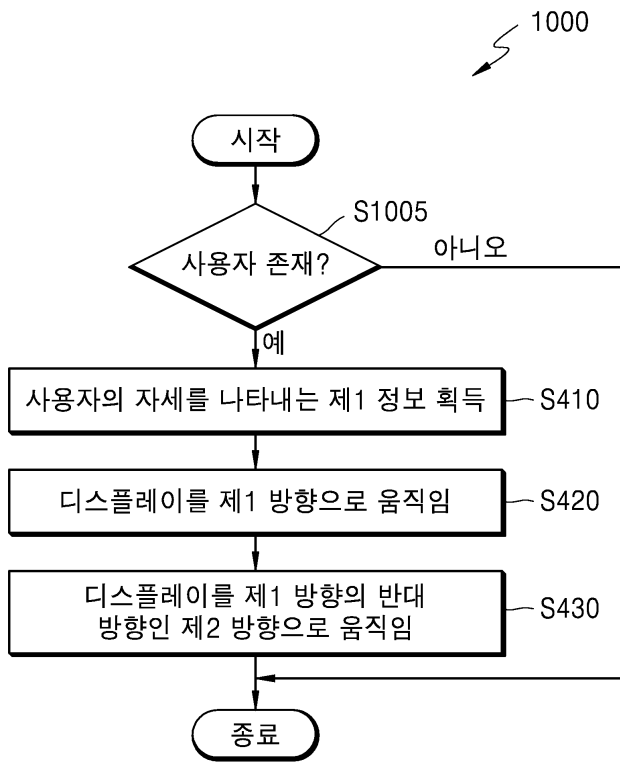 1000
시작
S1005
사용자 존재?
아니오
예
사용자의 자세를 나타내는 제1 정보 획득
S410
디스플레이를 제1 방향으로 움직임
S420
디스플레이를 제1 방향의 반대
방향인 제2 방향으로 움직임
S430
종료